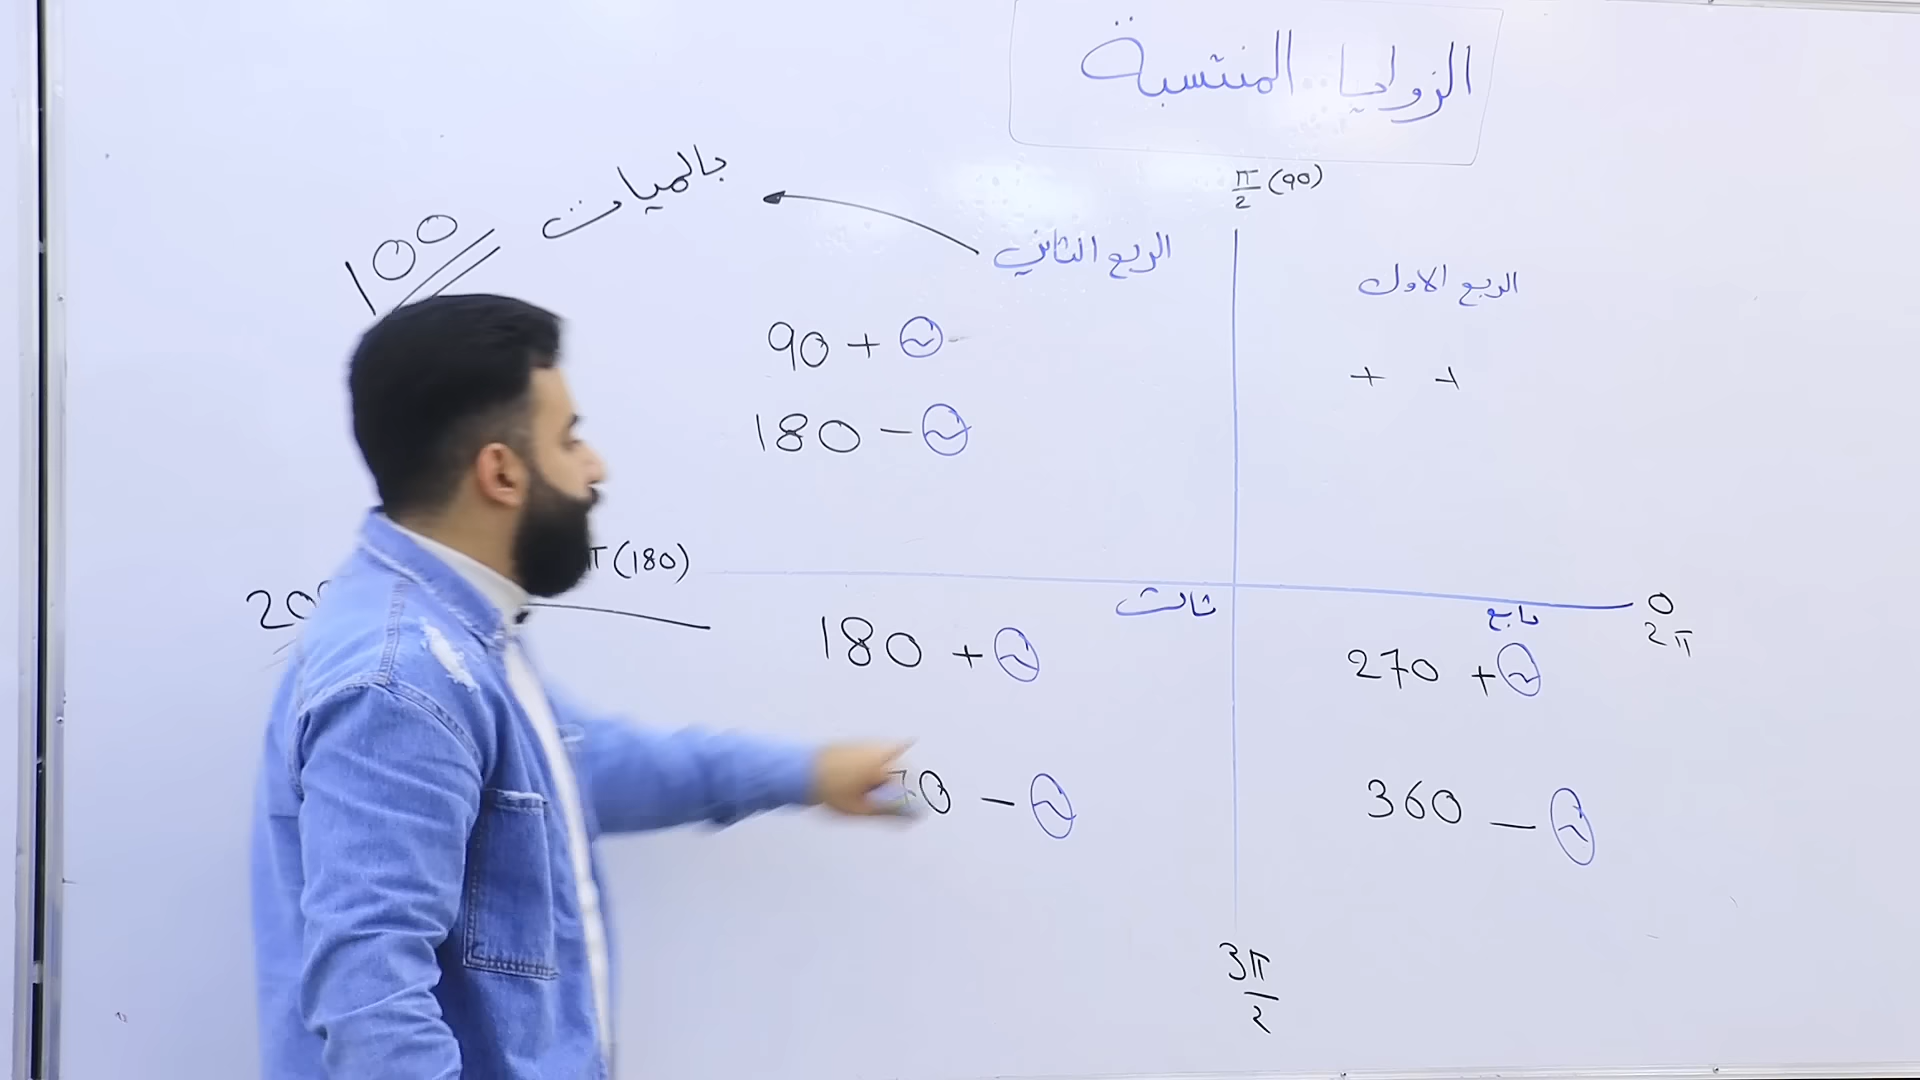 الزوايا المنتسبة
π/2 (90)
بالميات
100
الربع الثاني
الربع الاول
90 +
180 -
+ +
π (180)
0
2π
ثالث
رابع
180 +
270 +
70 -
360 -
3π/2